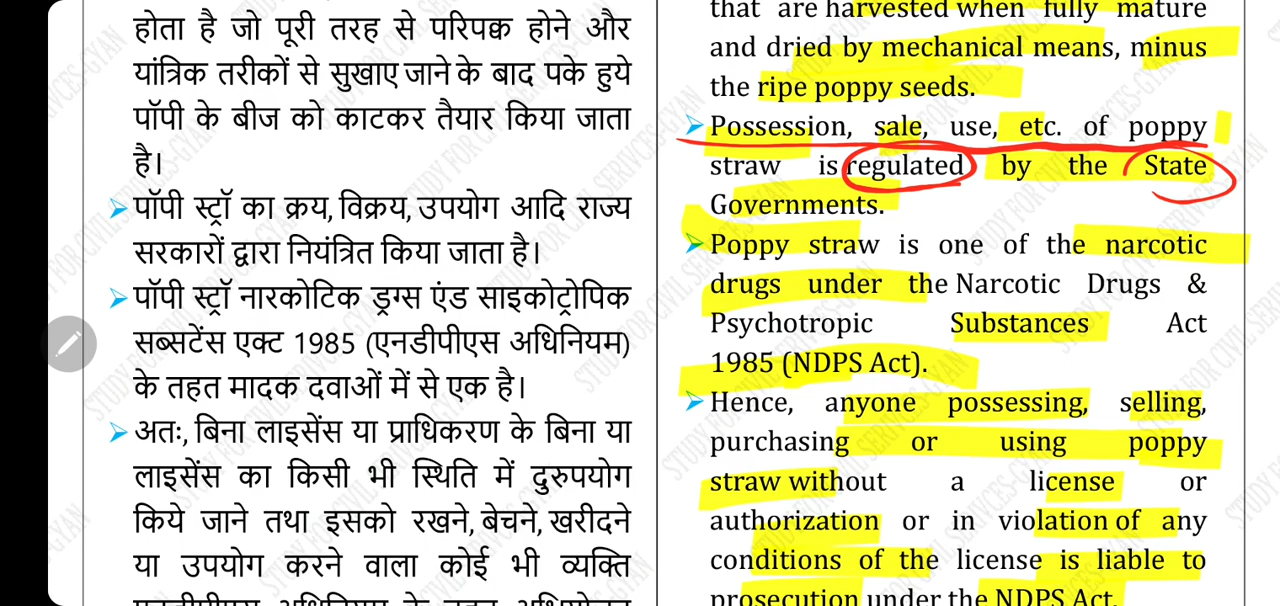 होता है जो पूरी तरह से परिपक्व होने और
यांत्रिक तरीकों से सुखाए जाने के बाद पके हुये
पॉपी के बीज को काटकर तैयार किया जाता
है।
पॉपी स्ट्रॉ का क्रय, विक्रय, उपयोग आदि राज्य
सरकारों द्वारा नियंत्रित किया जाता है।
पॉपी स्ट्रॉ नारकोटिक ड्रग्स एंड साइकोट्रोपिक
सब्सटेंस एक्ट 1985 (एनडीपीएस अधिनियम)
के तहत मादक दवाओं में से एक है।
अतः, बिना लाइसेंस या प्राधिकरण के बिना या
लाइसेंस का किसी भी स्थिति में दुरुपयोग
किये जाने तथा इसको रखने, बेचने, खरीदने
या उपयोग करने वाला कोई भी व्यक्ति
that are harvested when fully mature
and dried by mechanical means, minus
the ripe poppy seeds.
Possession, sale, use, etc. of poppy
straw is regulated by the State
Governments.
Poppy straw is one of the narcotic
drugs under the Narcotic Drugs &
Psychotropic Substances Act
1985 (NDPS Act).
Hence, anyone possessing, selling,
purchasing or using poppy
straw without a license or
authorization or in violation of any
conditions of the license is liable to
prosecution under the NDPS Act.